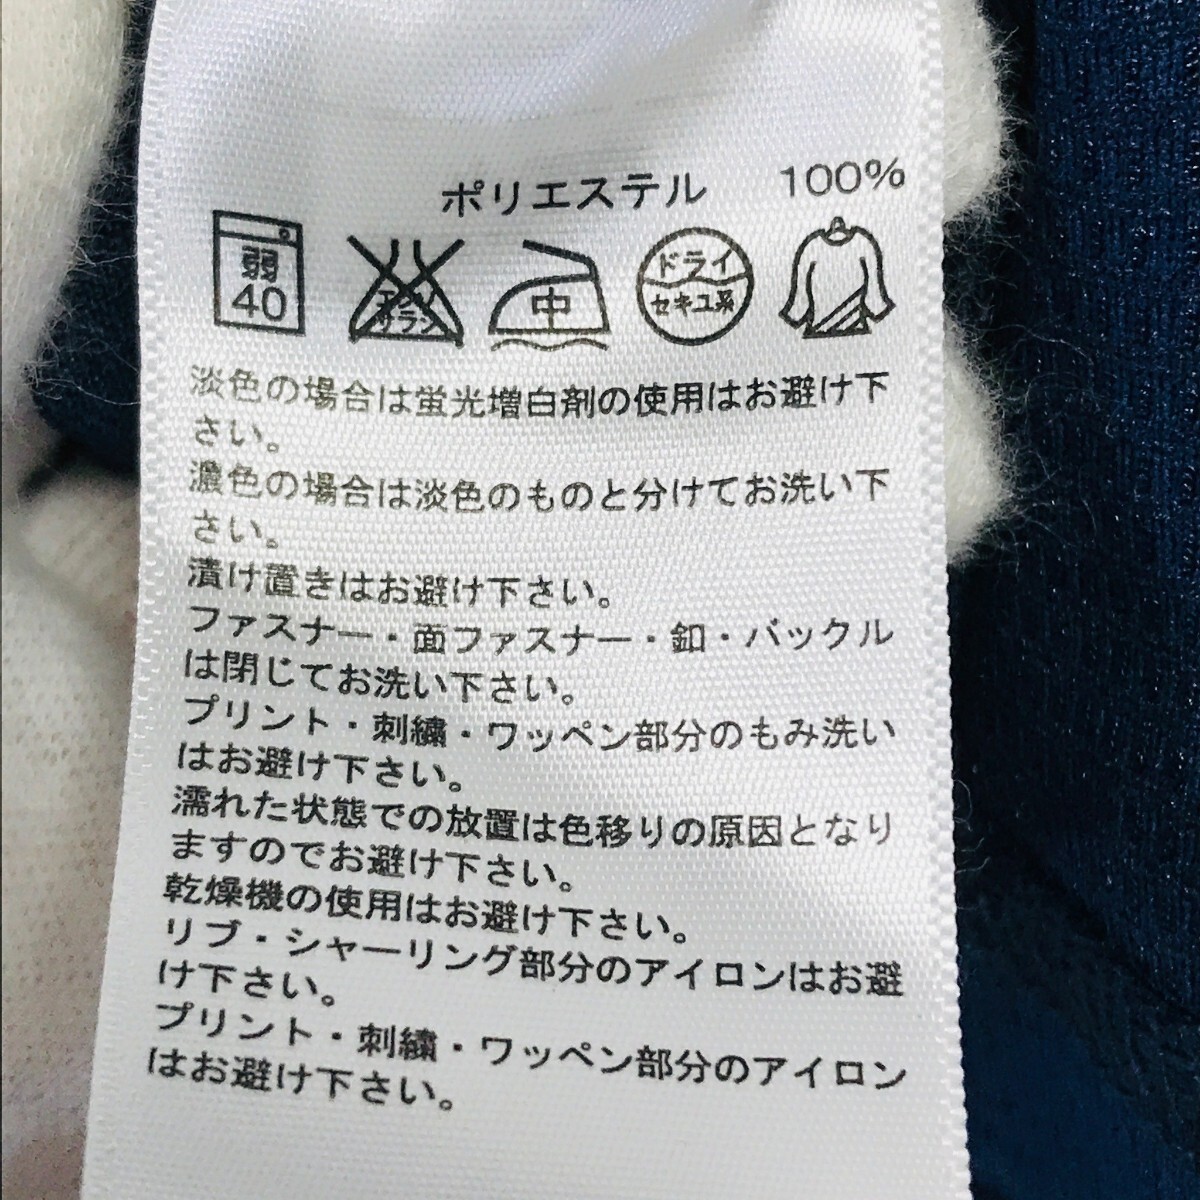 ポリエステル 100%
弱 40 エンソ サラシ 中 ドライ セキユ系
淡色の場合は蛍光増白剤の使用はお避け下
さい。
濃色の場合は淡色のものと分けてお洗い下
さい。
漬け置きはお避け下さい。
ファスナー・面ファスナー・釦・バックル
は閉じてお洗い下さい。
プリント・刺繍・ワッペン部分のもみ洗い
はお避け下さい。
濡れた状態での放置は色移りの原因となり
ますのでお避け下さい。
乾燥機の使用はお避け下さい。
リブ・シャーリング部分のアイロンはお避
け下さい。
プリント・刺繍・ワッペン部分のアイロン
はお避け下さい。